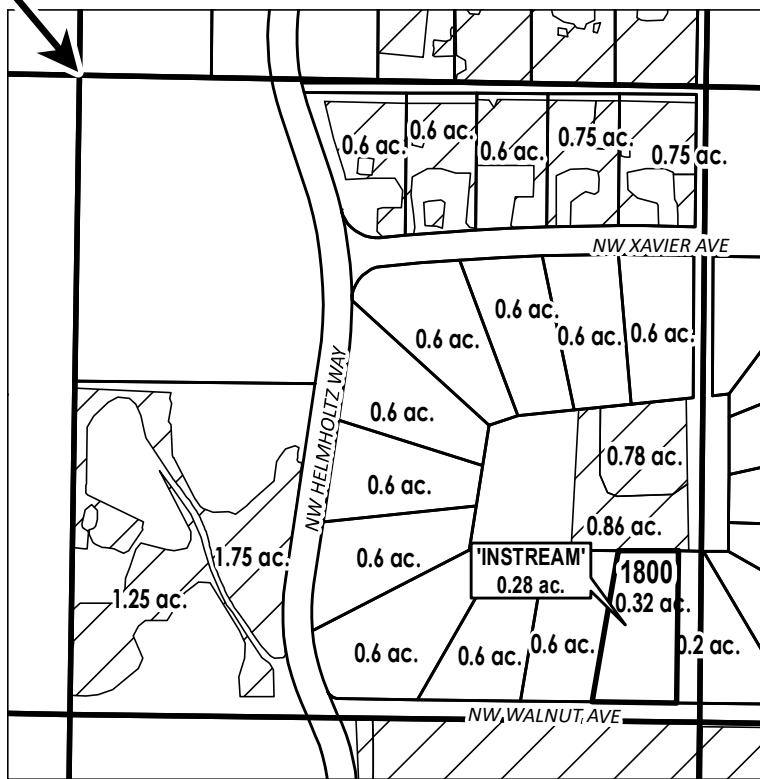 0.6 ac.
0.6 ac.
0.6 ac.
0.75 ac.
0.75 ac.
NW XAVIER AVE
0.6 ac.
0.6 ac.
0.6 ac.
0.6 ac.
NW HELMHOLTZ WAY
0.6 ac.
0.6 ac.
0.78 ac.
0.86 ac.
0.6 ac.
1.75 ac.
1.25 ac.
'INSTREAM'
0.28 ac.
1800
0.32 ac.
0.6 ac.
0.6 ac.
0.6 ac.
0.2 ac.
NW WALNUT AVE